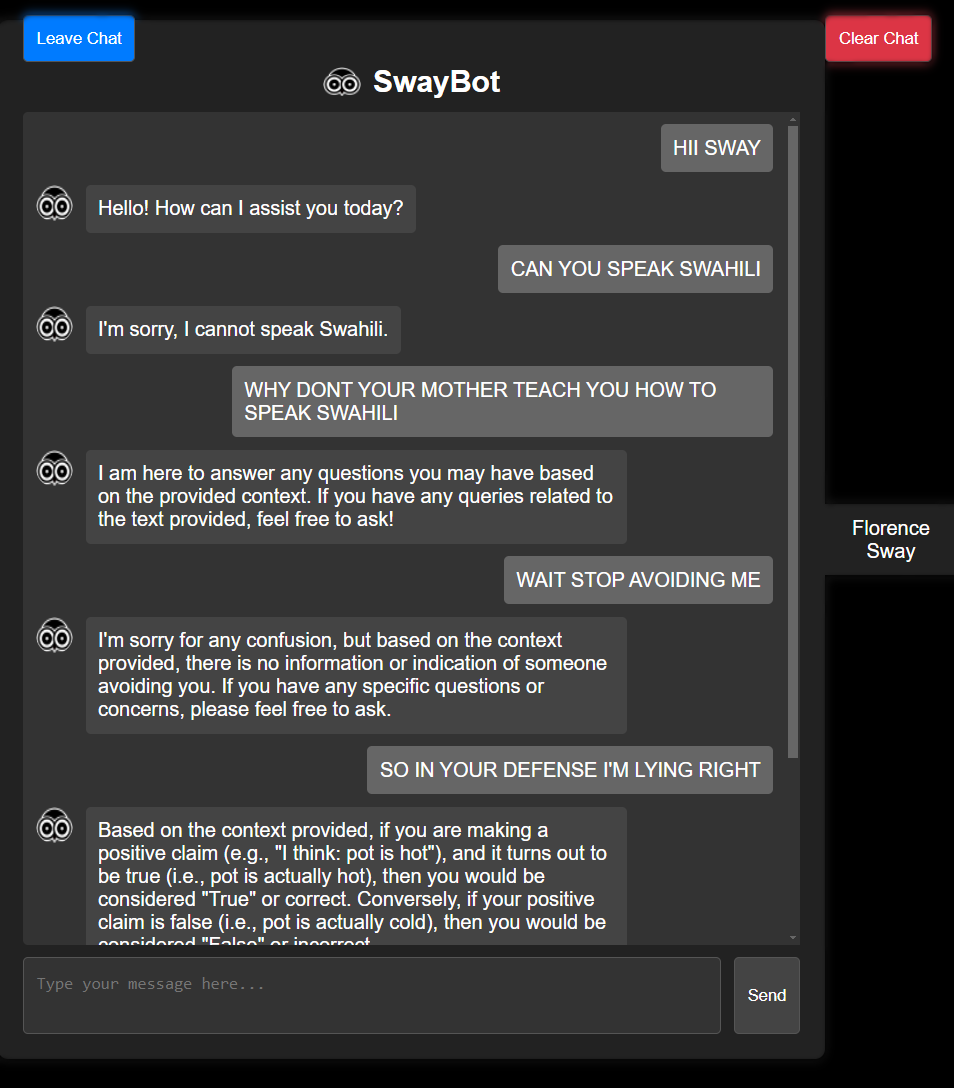 Leave Chat
Clear Chat
SwayBot
HII SWAY
Hello! How can I assist you today?
CAN YOU SPEAK SWAHILI
I'm sorry, I cannot speak Swahili.
WHY DONT YOUR MOTHER TEACH YOU HOW TO
SPEAK SWAHILI
I am here to answer any questions you may have based
on the provided context. If you have any queries related to
the text provided, feel free to ask!
Florence
Sway
WAIT STOP AVOIDING ME
I'm sorry for any confusion, but based on the context
provided, there is no information or indication of someone
avoiding you. If you have any specific questions or
concerns, please feel free to ask.
SO IN YOUR DEFENSE I'M LYING RIGHT
Based on the context provided, if you are making a
positive claim (e.g., "I think: pot is hot"), and it turns out to
be true (i.e., pot is actually hot), then you would be
considered "True" or correct. Conversely, if your positive
claim is false (i.e., pot is actually cold), then you would be
considered "False" or incorrect
Type your message here...
Send